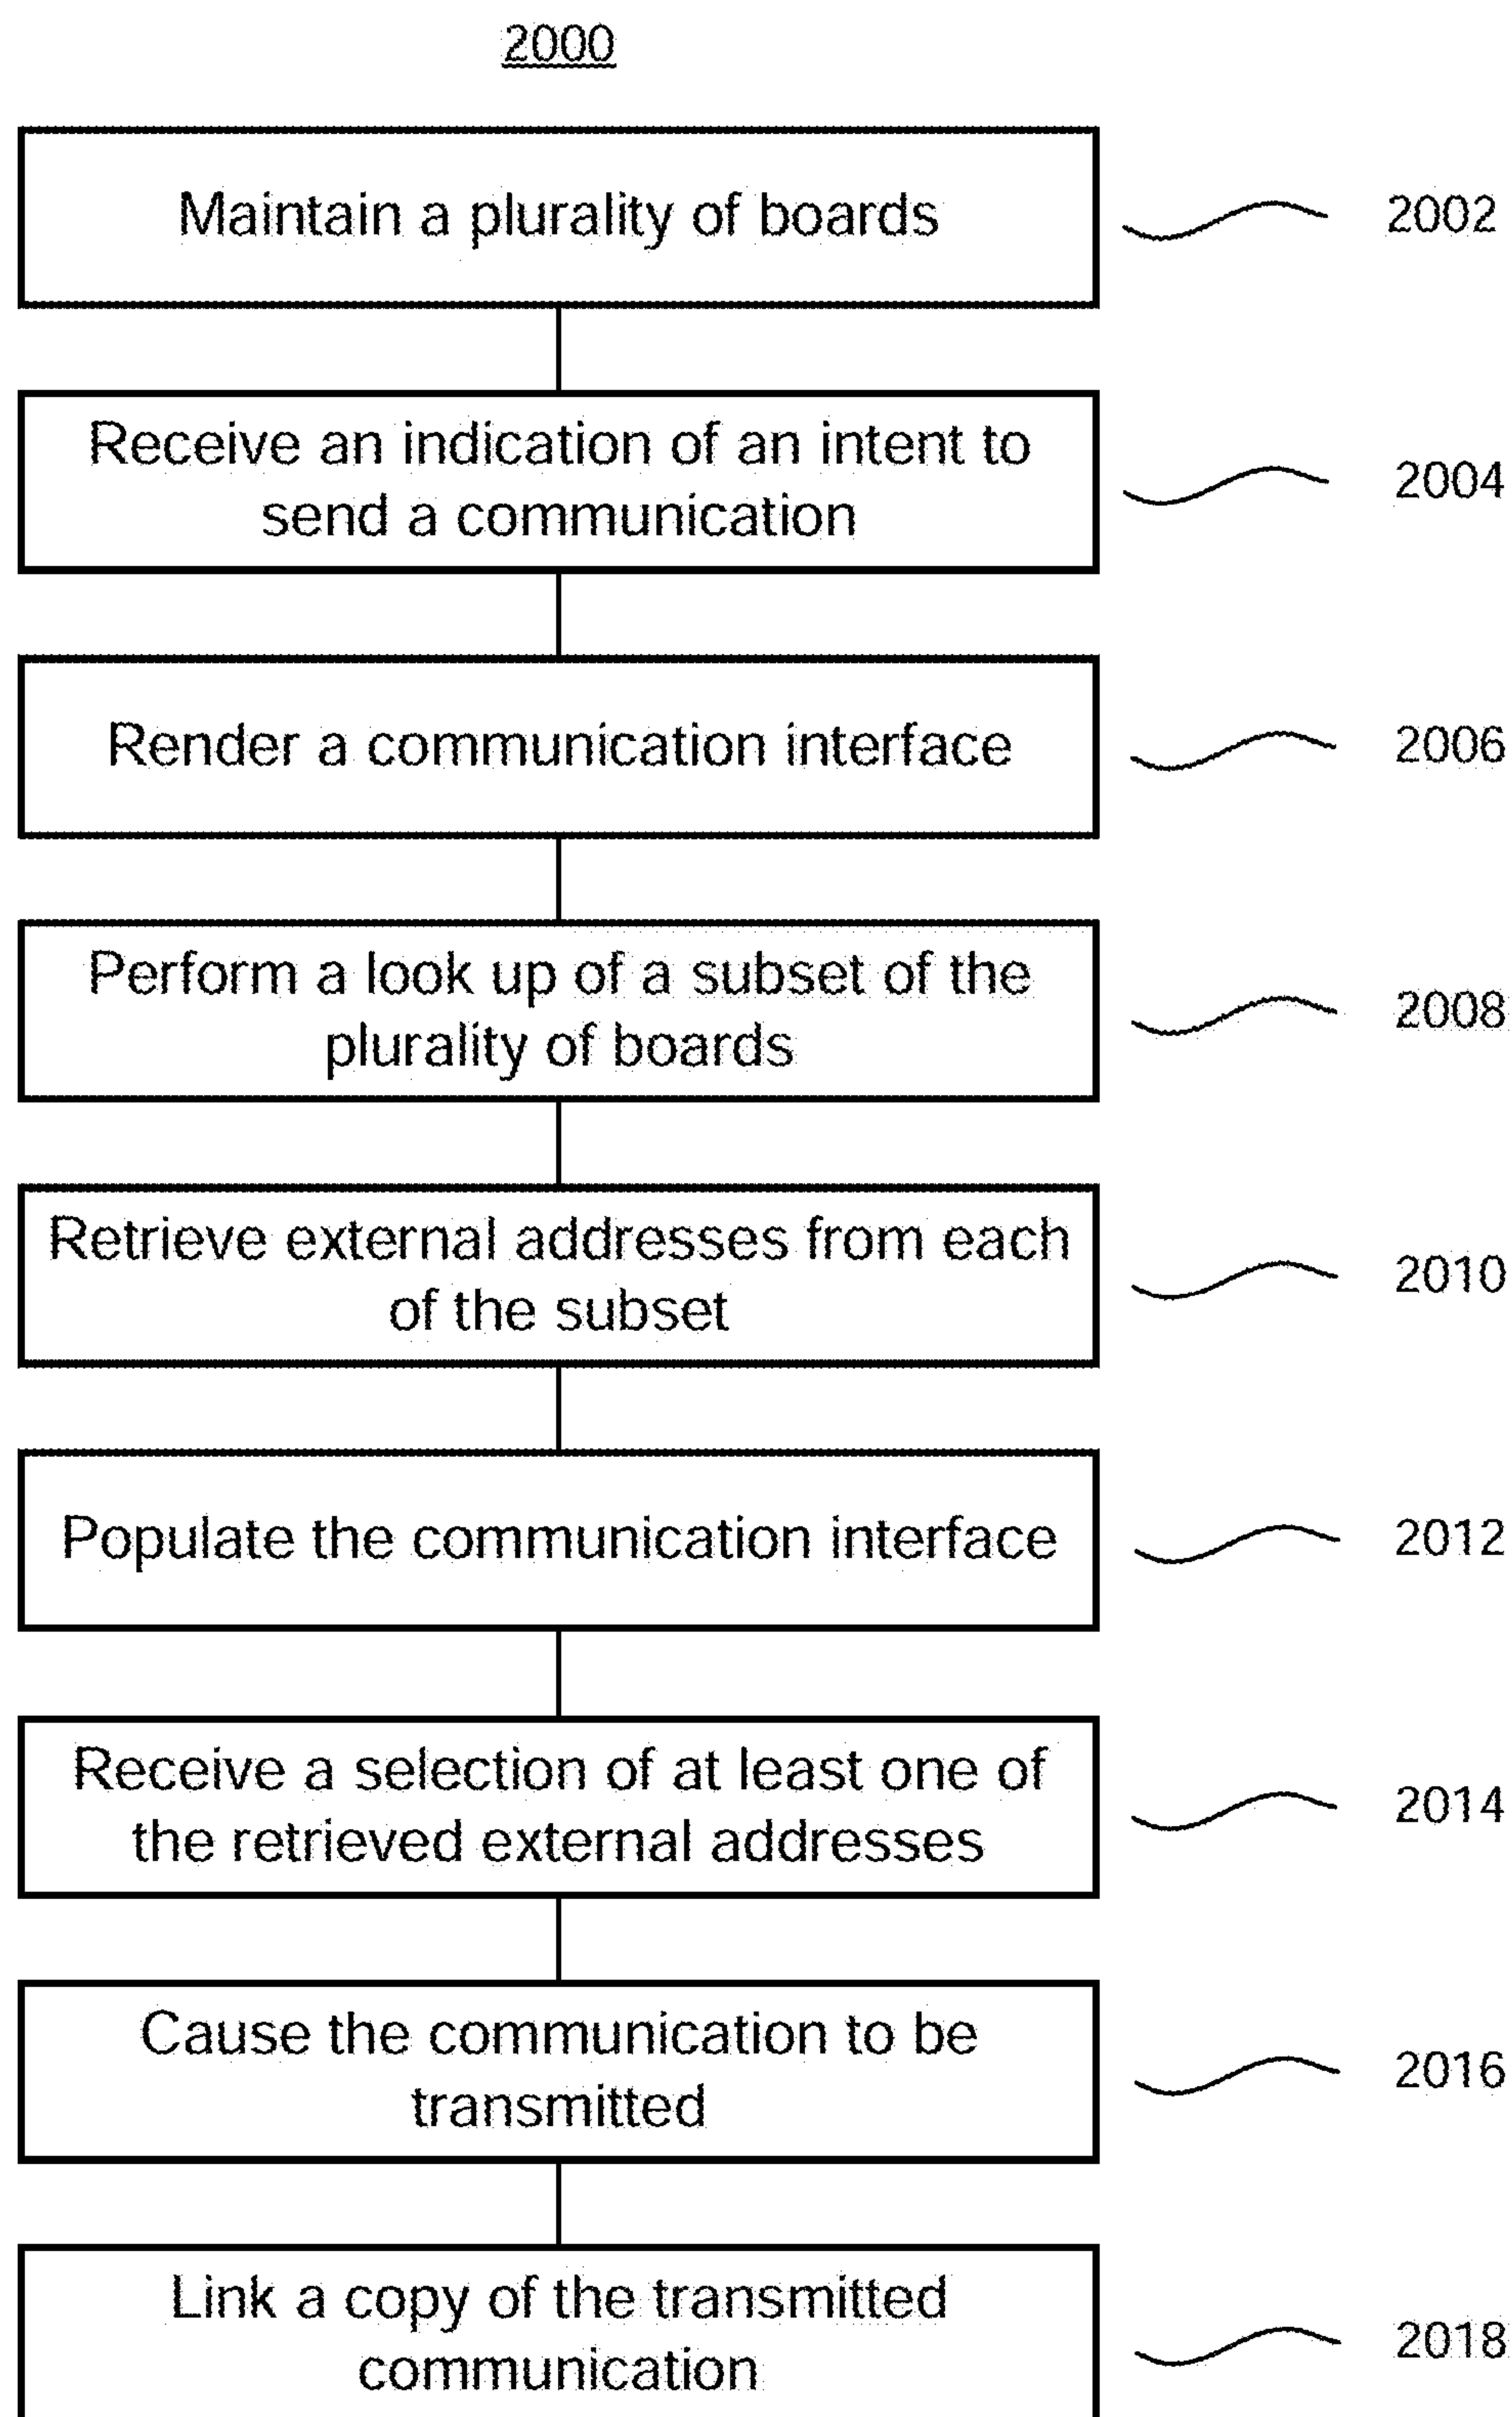 2000
Maintain a plurality of boards
2002
Receive an indication of an intent to
send a communication
2004
Render a communication interface
2006
Perform a look up of a subset of the
plurality of boards
2008
Retrieve external addresses from each
of the subset
2010
Populate the communication interface
2012
Receive a selection of at least one of
the retrieved external addresses
2014
Cause the communication to be
transmitted
2016
Link a copy of the transmitted
communication
2018